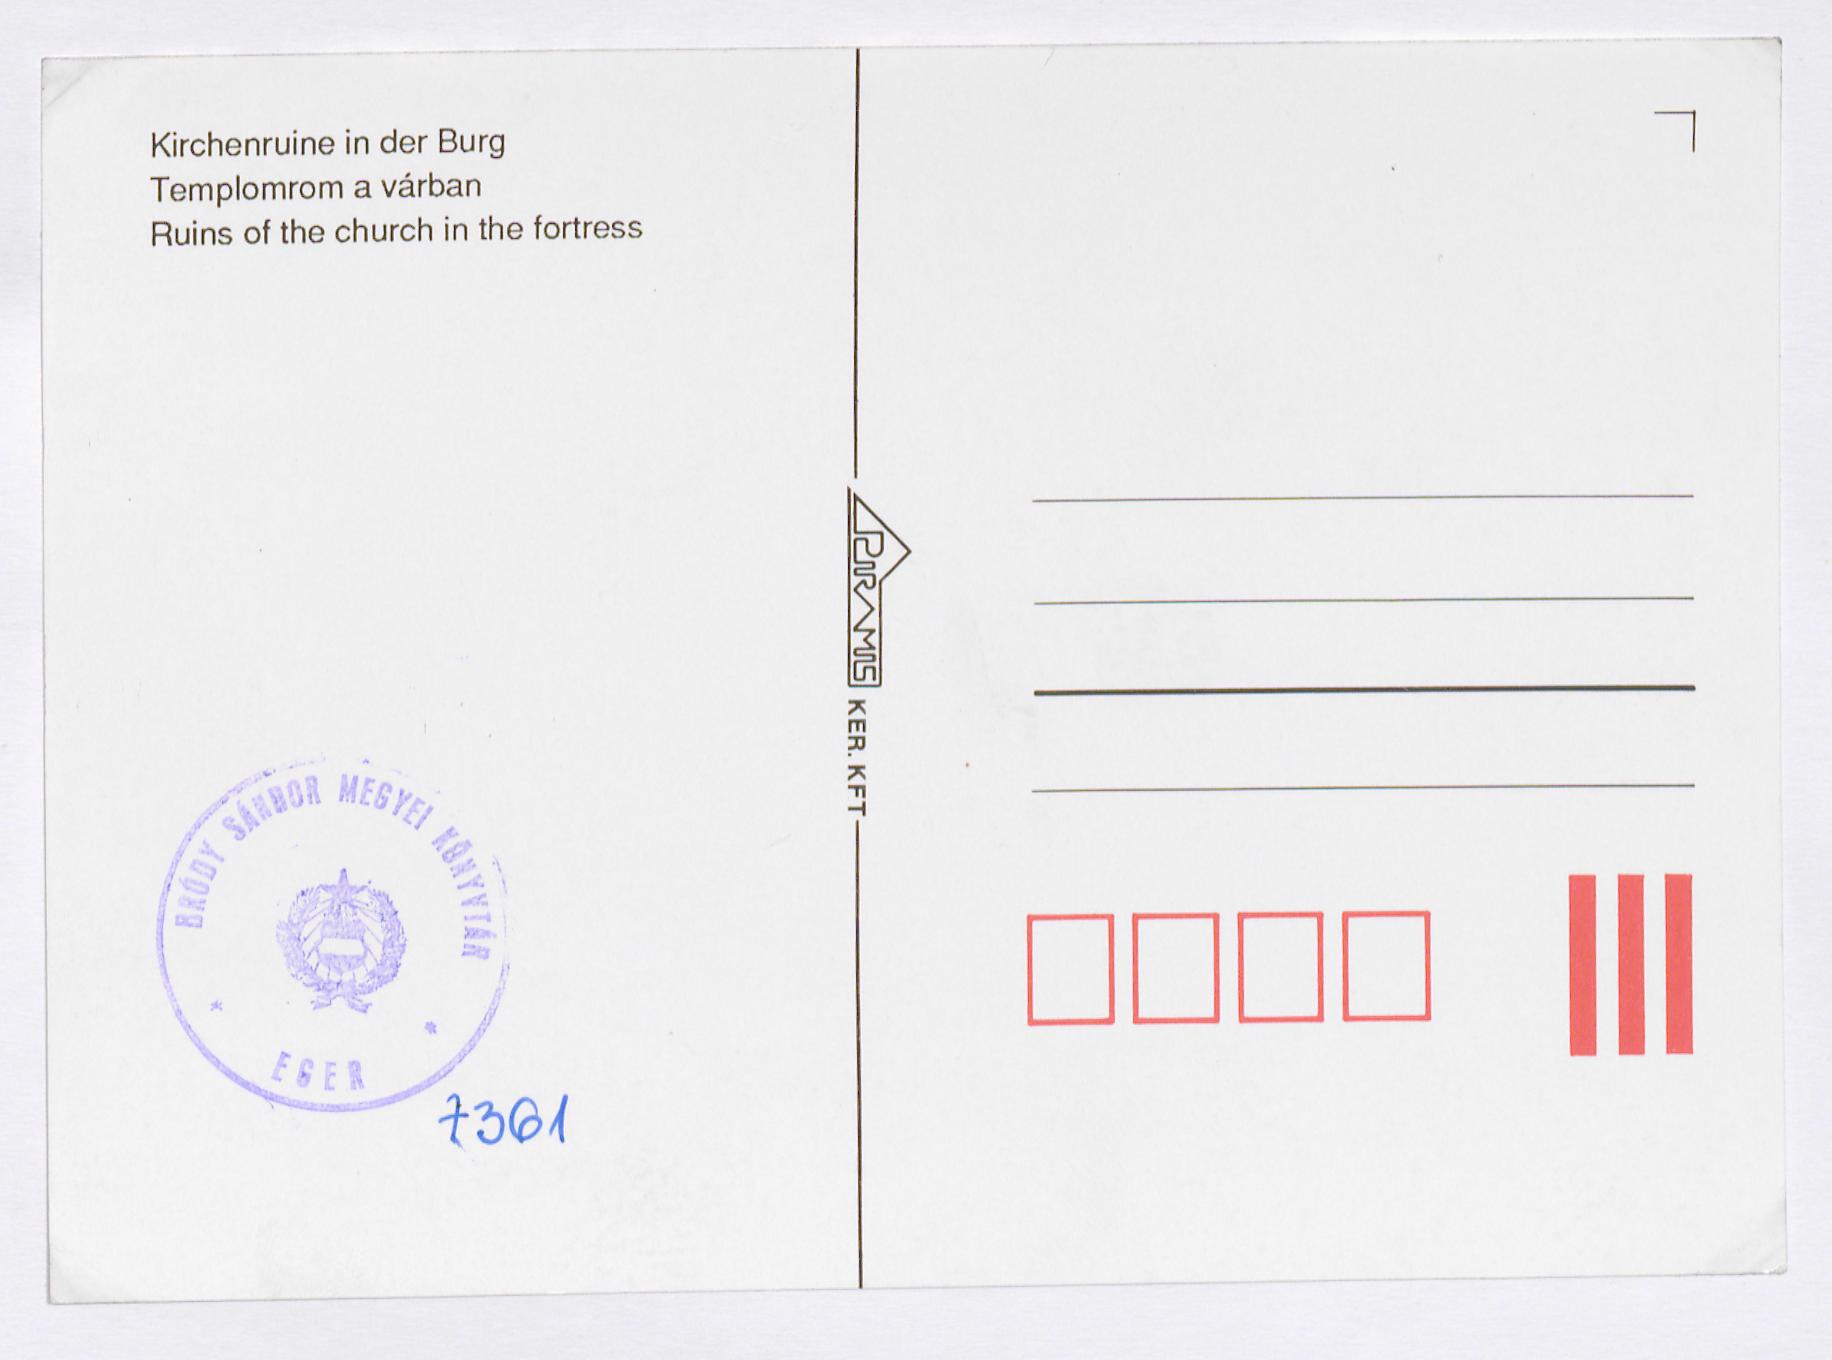 Kirchenruine in der Burg
Templomrom a várban
Ruins of the church in the fortress
PIRAMIS KER. KFT
BRÓDY SÁNDOR MEGYEI KÖNYVTÁR
* EGER *
7361